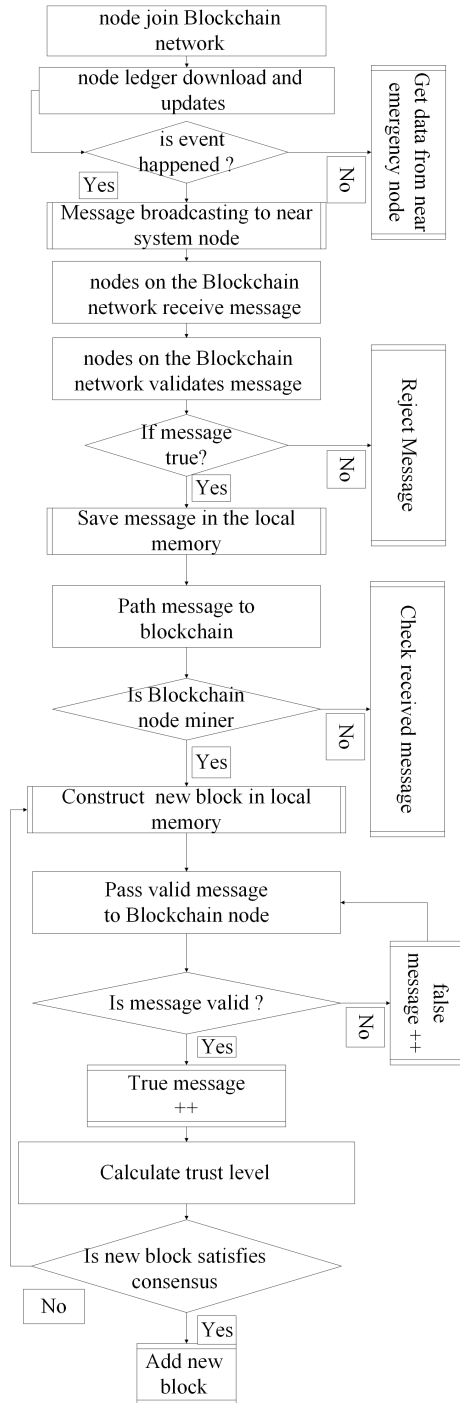 node join Blockchain
network
node ledger download and
updates
is event
happened ?
No
Get data from near
emergency node
Yes
Message broadcasting to near
system node
nodes on the Blockchain
network receive message
nodes on the Blockchain
network validates message
If message
true?
No
Reject Message
Yes
Save message in the local
memory
Path message to
blockchain
Is Blockchain
node miner
No
Check received message
Yes
Construct new block in local
memory
Pass valid message
to Blockchain node
Is message valid ?
No
false
message ++
Yes
True message
++
Calculate trust level
Is new block satisfies
consensus
No
Yes
Add new
block